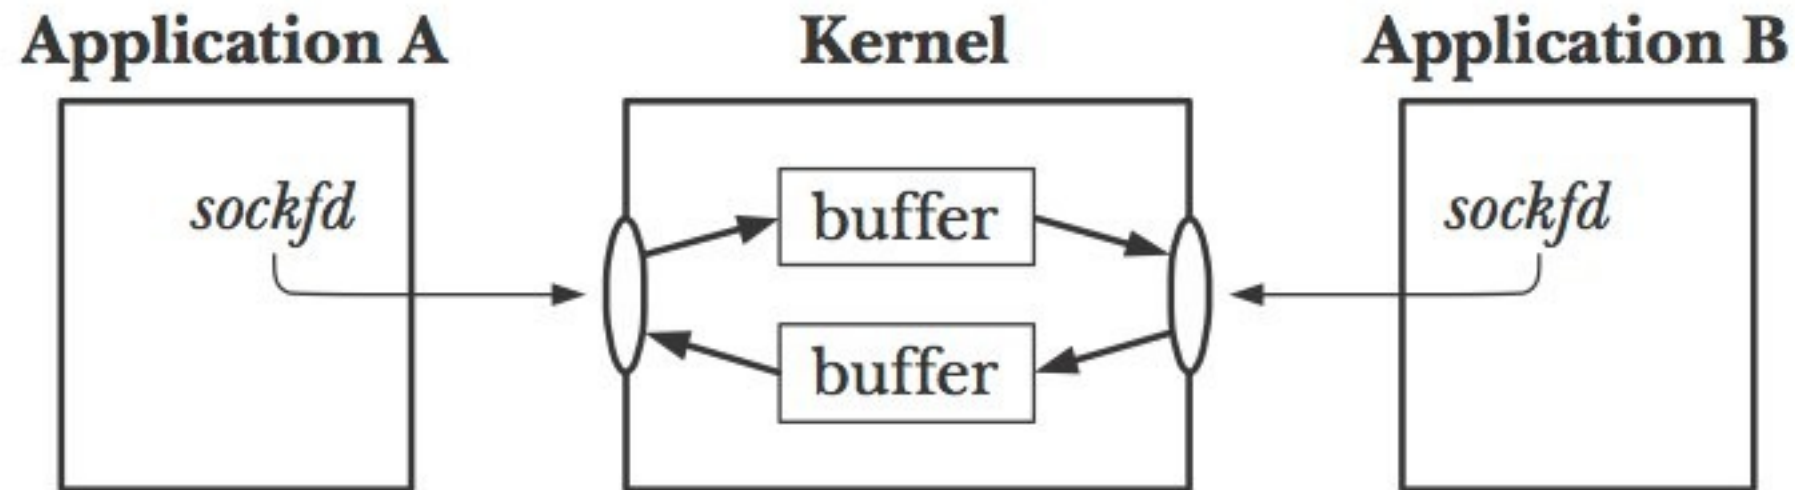 Application A
Kernel
Application B
sockfd
buffer
sockfd
buffer